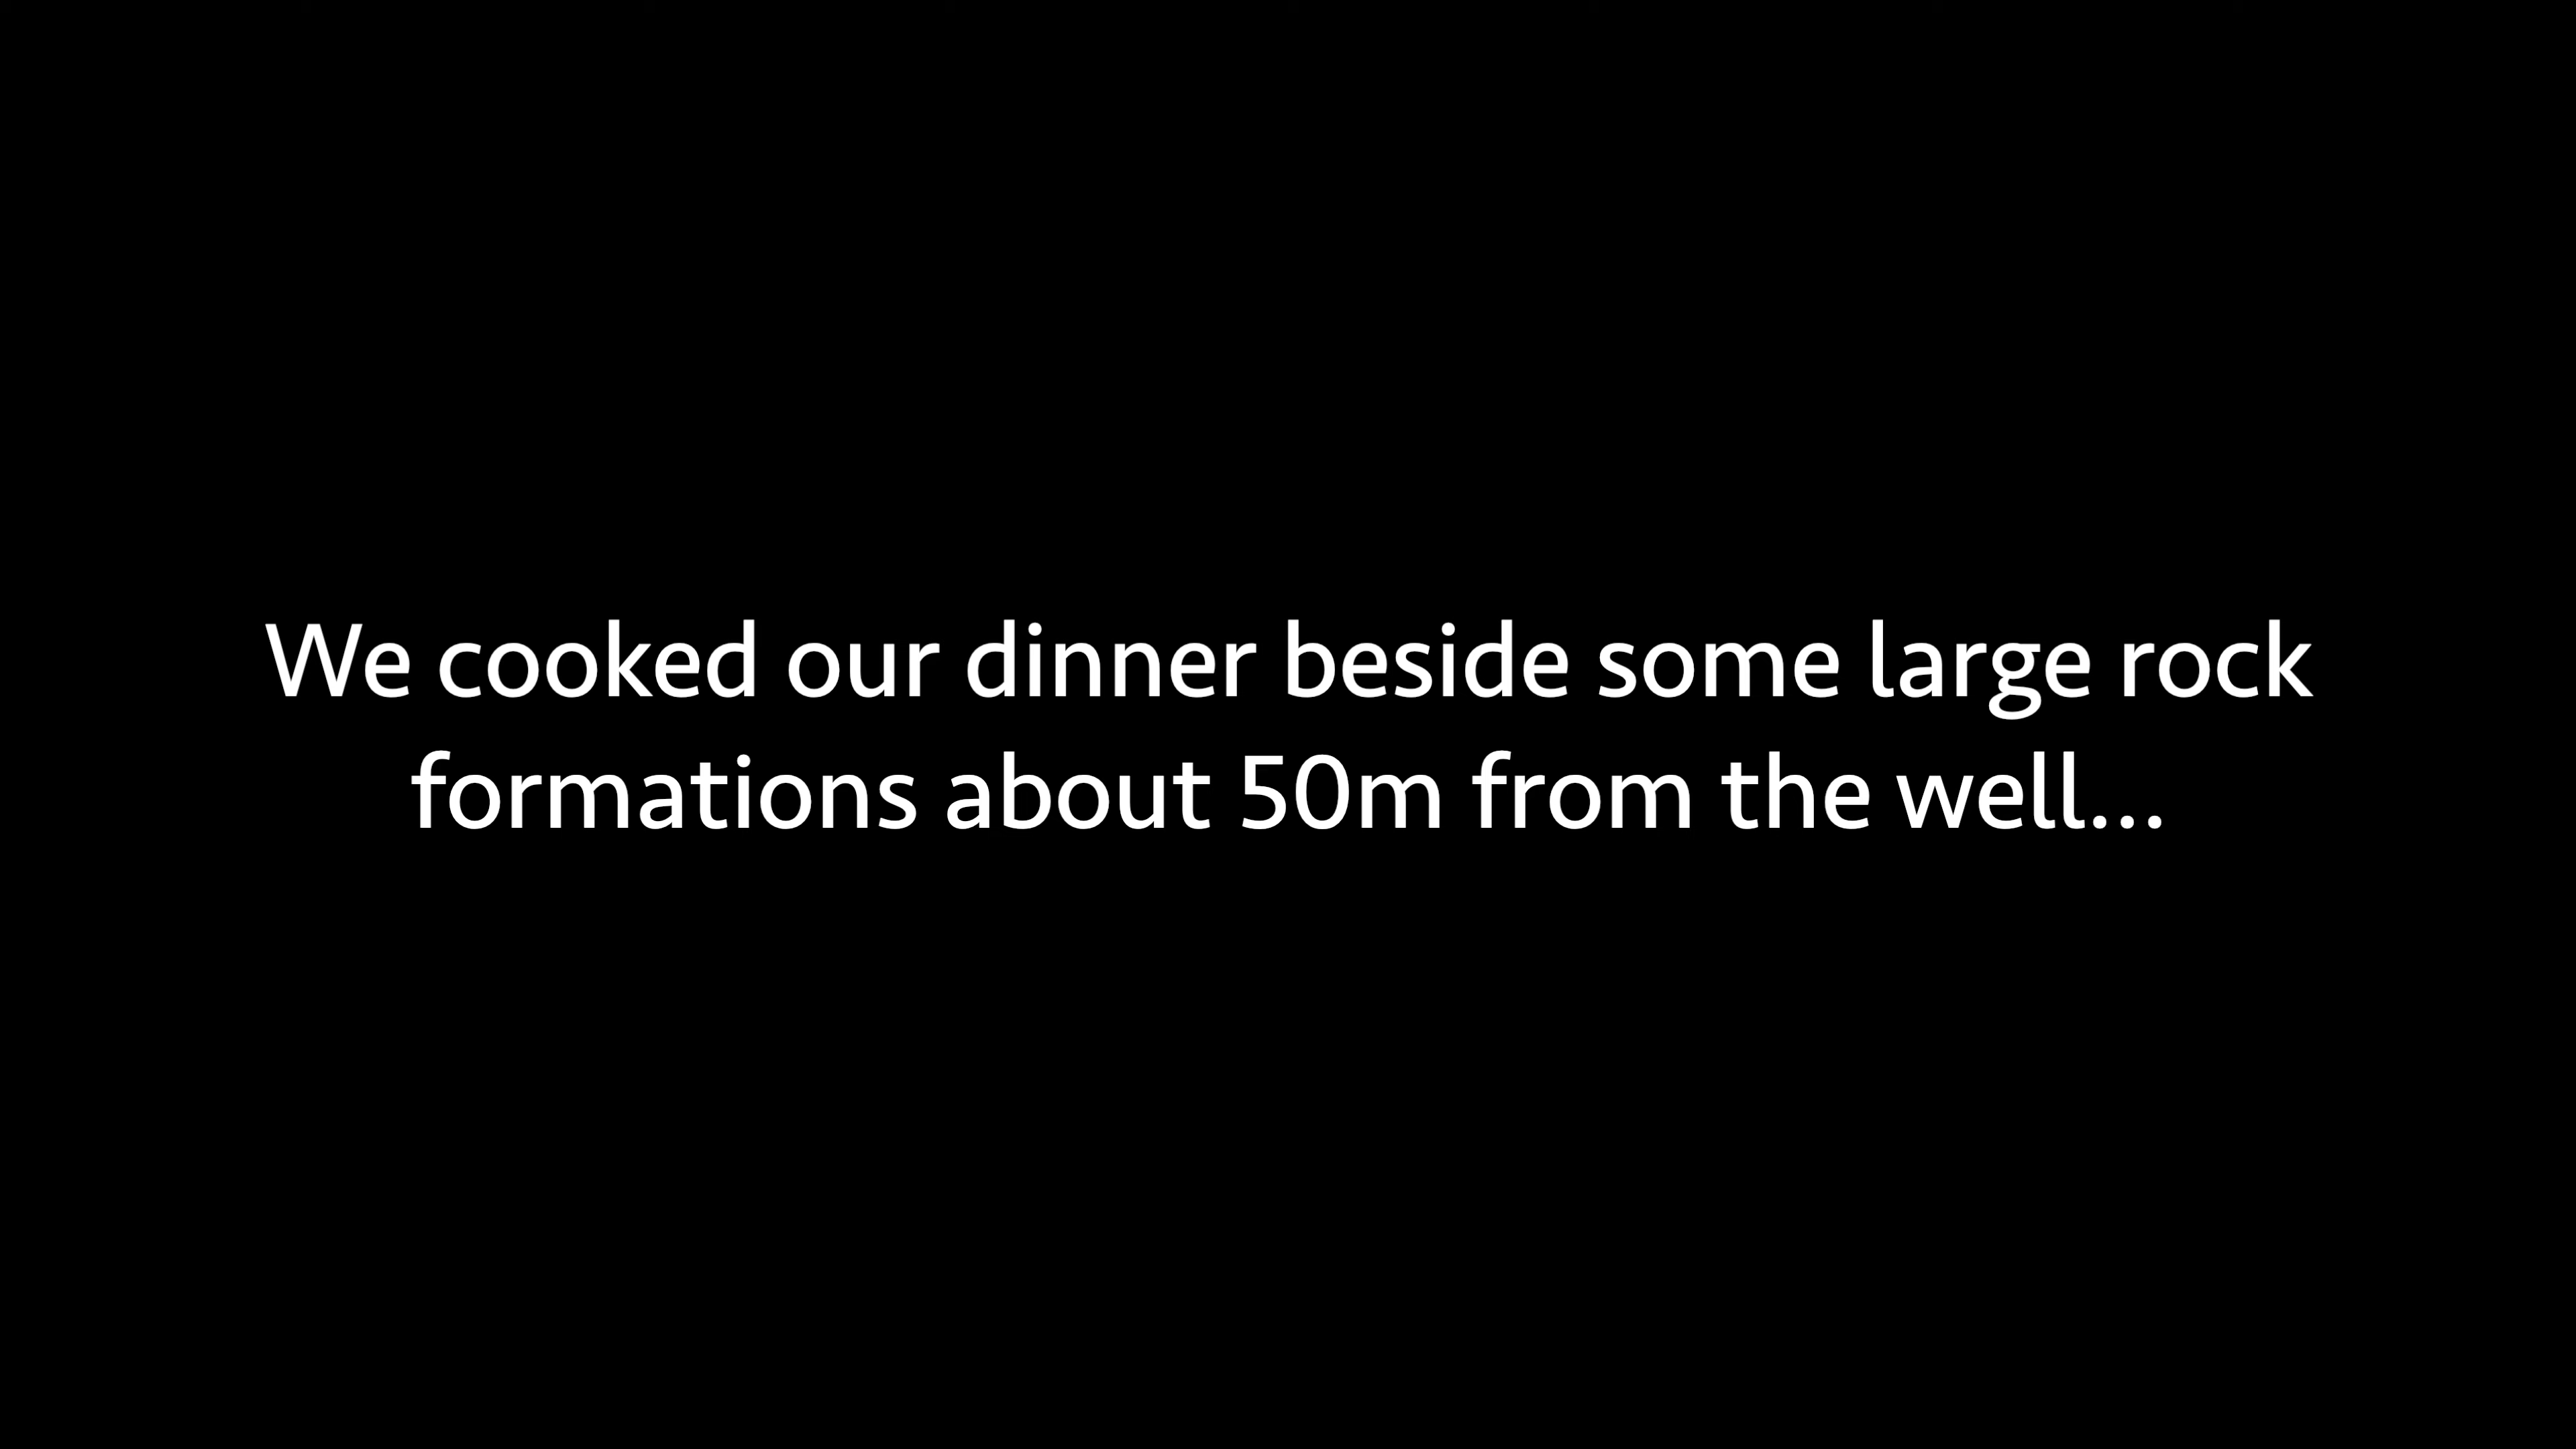 We cooked our dinner beside some large rock
formations about 50m from the well...